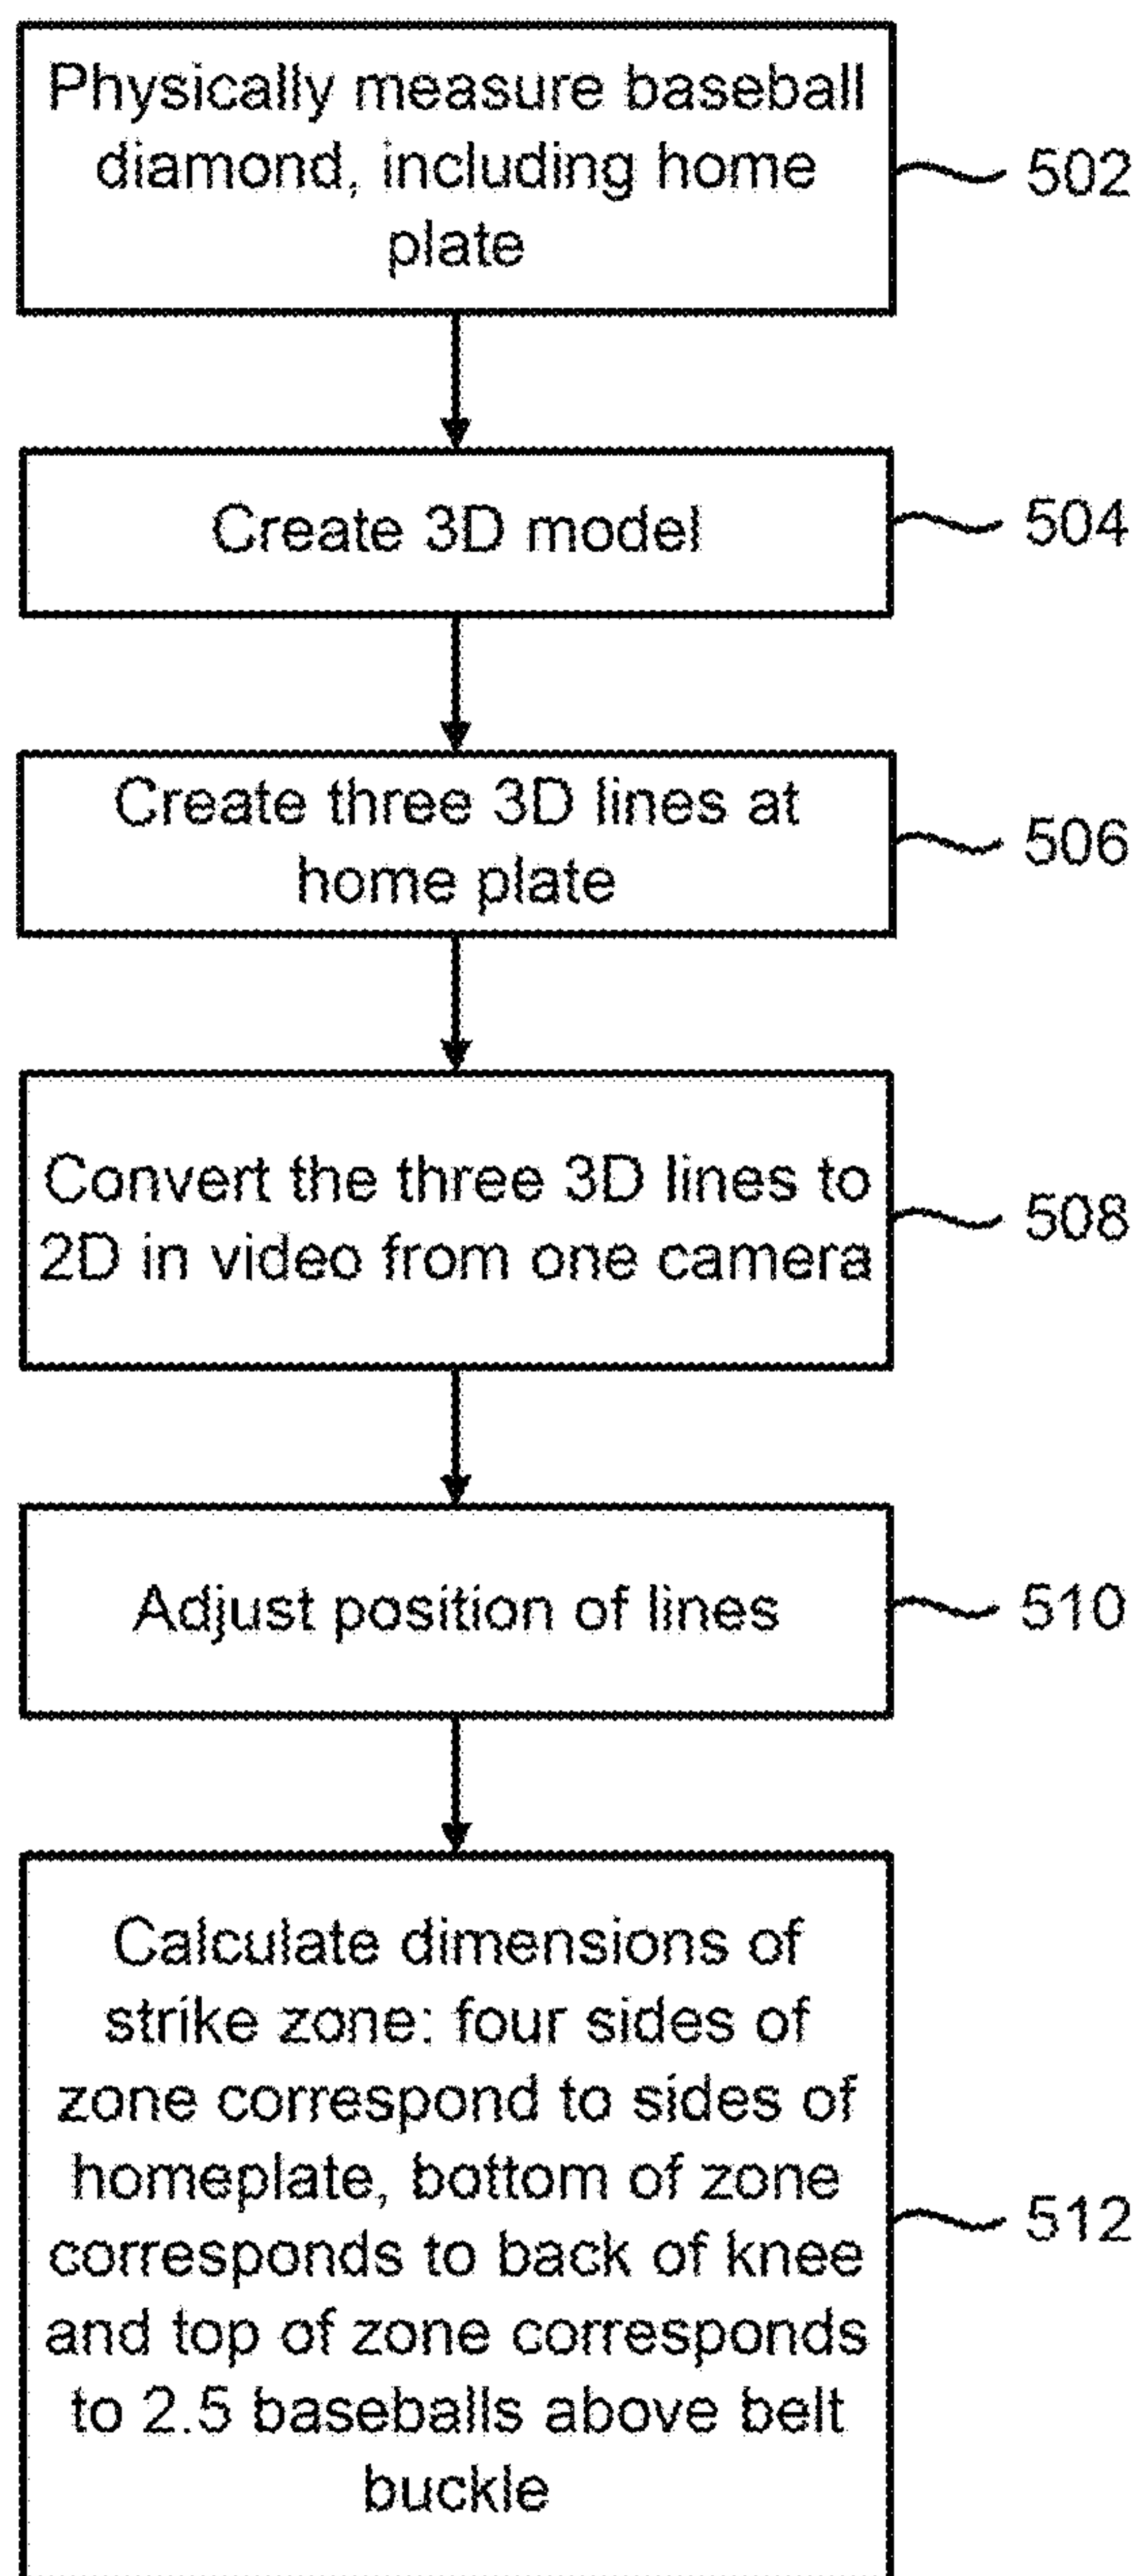 Physically measure baseball
diamond, including home
plate
502
Create 3D model
504
Create three 3D lines at
home plate
506
Convert the three 3D lines to
2D in video from one camera
508
Adjust position of lines
510
Calculate dimensions of
strike zone: four sides of
zone correspond to sides of
homeplate, bottom of zone
corresponds to back of knee
and top of zone corresponds
to 2.5 baseballs above belt
buckle
512